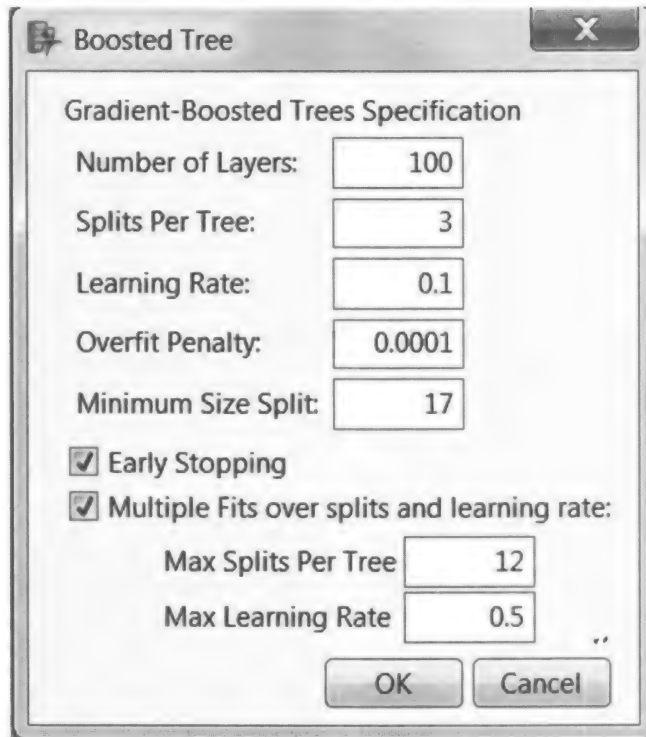 Boosted Tree
Gradient-Boosted Trees Specification
Number of Layers: 100
Splits Per Tree: 3
Learning Rate: 0.1
Overfit Penalty: 0.0001
Minimum Size Split: 17
Early Stopping
Multiple Fits over splits and learning rate:
Max Splits Per Tree 12
Max Learning Rate 0.5
OK Cancel